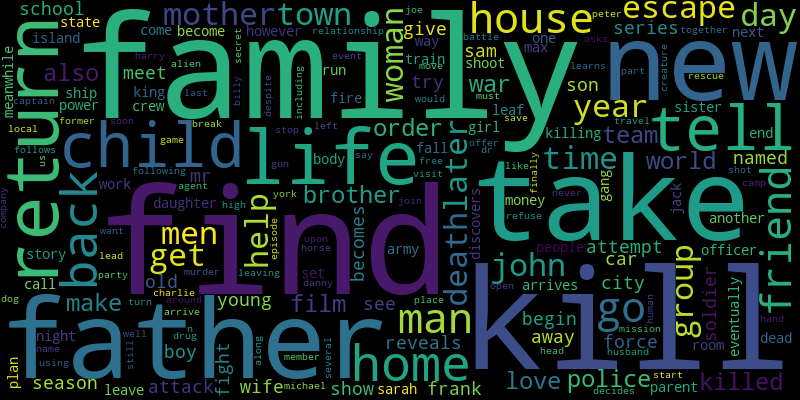 school
state
island
come
become
mother
town
house
escape
day
joe
peter
asks
relationship
battle
together
series
next
one
max
woman
give
way
train
try
sam
shoot
war
however
secret
alien
harry
billy
despite
including
last
run
event
fire
meanwhile
return
also
meet
ship
king
power
crew
captain
former
soon
break
local
follows
us
game
family
new
year
son
move
would
must
save
leaf
learns
creature
part
rescue
travel
sister
tell
end
child
life
stop
left
gun
order
fall
girl
killing
team
offer
dr
free
visit
like
body
say
time
world
named
shot
camp
company
back
following
work
mr
agent
daughter
high
york
brother
join
find
take
death
later
discovers
finally
never
refuse
money
gang
jack
another
friend
want
lead
party
story
call
men
get
help
episode
becomes
upon
horse
army
set
danny
leaving
murder
old
charlie
around
people
attempt
officer
john
car
group
city
arrives
open
soldier
human
eventually
dog
make
turn
arrive
young
film
see
place
man
kill
go
begin
mission
force
room
hand
dead
father
night
name
using
well
still
drug
n
boy
fight
along
member
several
home
reveals
away
head
husband
plan
season
leave
attack
wife
michael
show
sarah
frank
love
police
decides
start
parent
killed